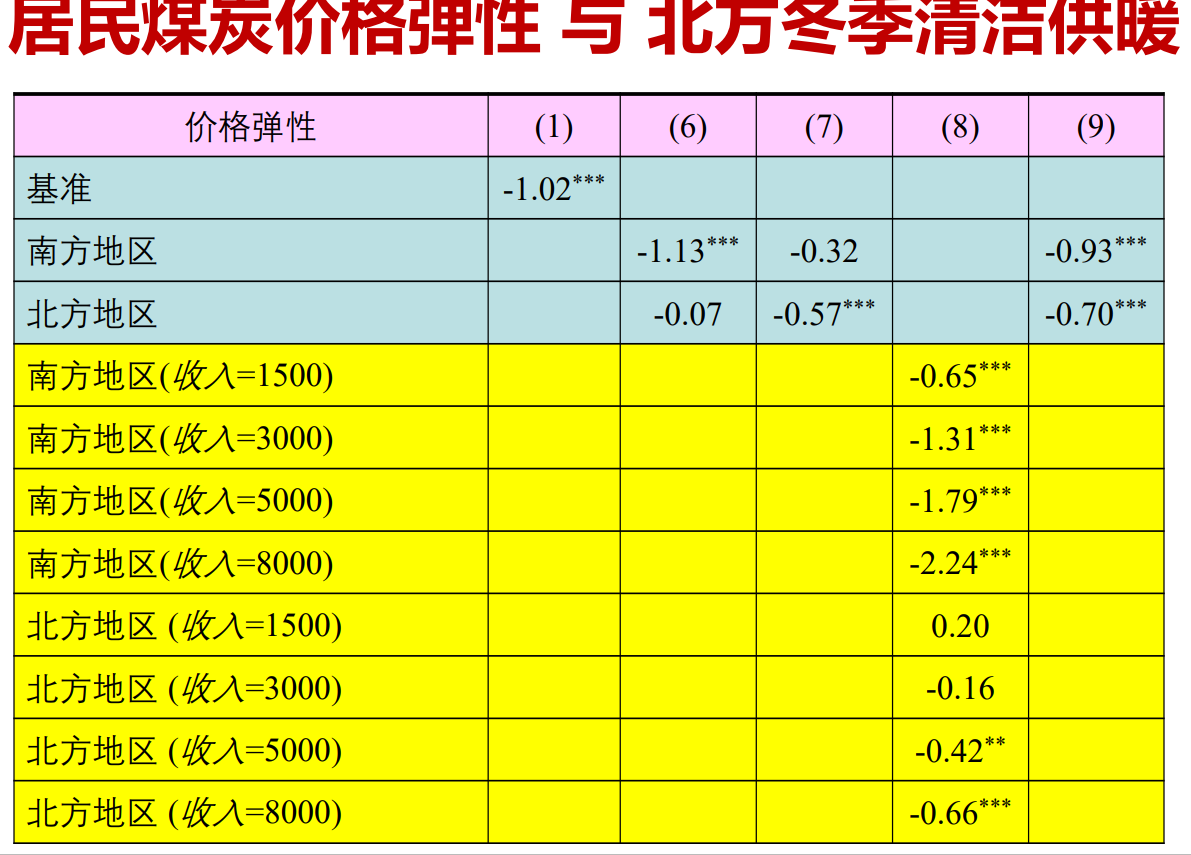 居民煤炭价格弹性 与 北方冬季清洁供暖
价格弹性 (1) (6) (7) (8) (9)
基准 -1.02***
南方地区 -1.13*** -0.32 -0.93***
北方地区 -0.07 -0.57*** -0.70***
南方地区(收入=1500) -0.65***
南方地区(收入=3000) -1.31***
南方地区(收入=5000) -1.79***
南方地区(收入=8000) -2.24***
北方地区 (收入=1500) 0.20
北方地区 (收入=3000) -0.16
北方地区 (收入=5000) -0.42**
北方地区 (收入=8000) -0.66***